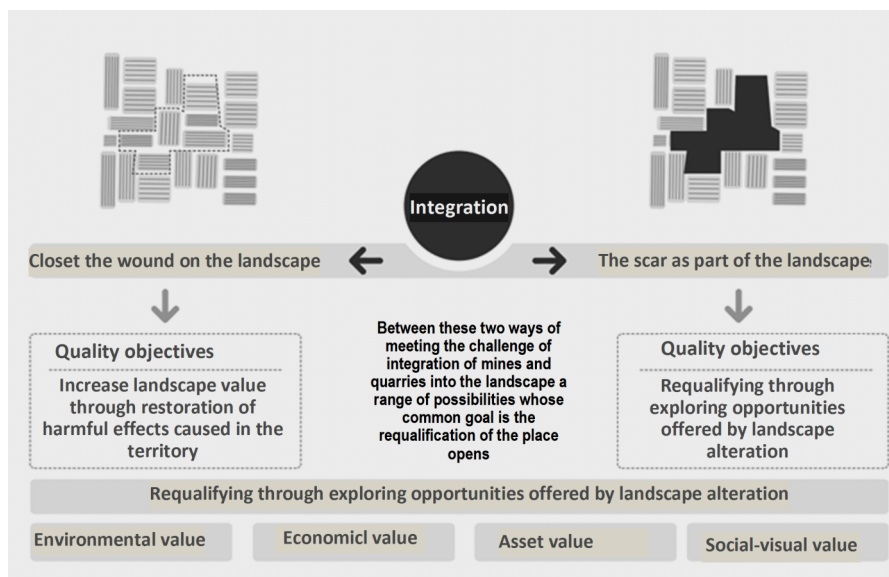 Integration
Closet the wound on the landscape
The scar as part of the landscape,
Quality objectives
Increase landscape value
through restoration of
harmful effects caused in the
territory
Between these two ways of
meeting the challenge of
integration of mines and
quarries into the landscape a
range of possibilities whose
common goal is the
requalification of the place
opens
Quality objectives
Requalifying through
exploring opportunities
offered by landscape
alteration
Requalifying through exploring opportunities offered by landscape alteration
Environmental value
Economicl value
Asset value
Social-visual value